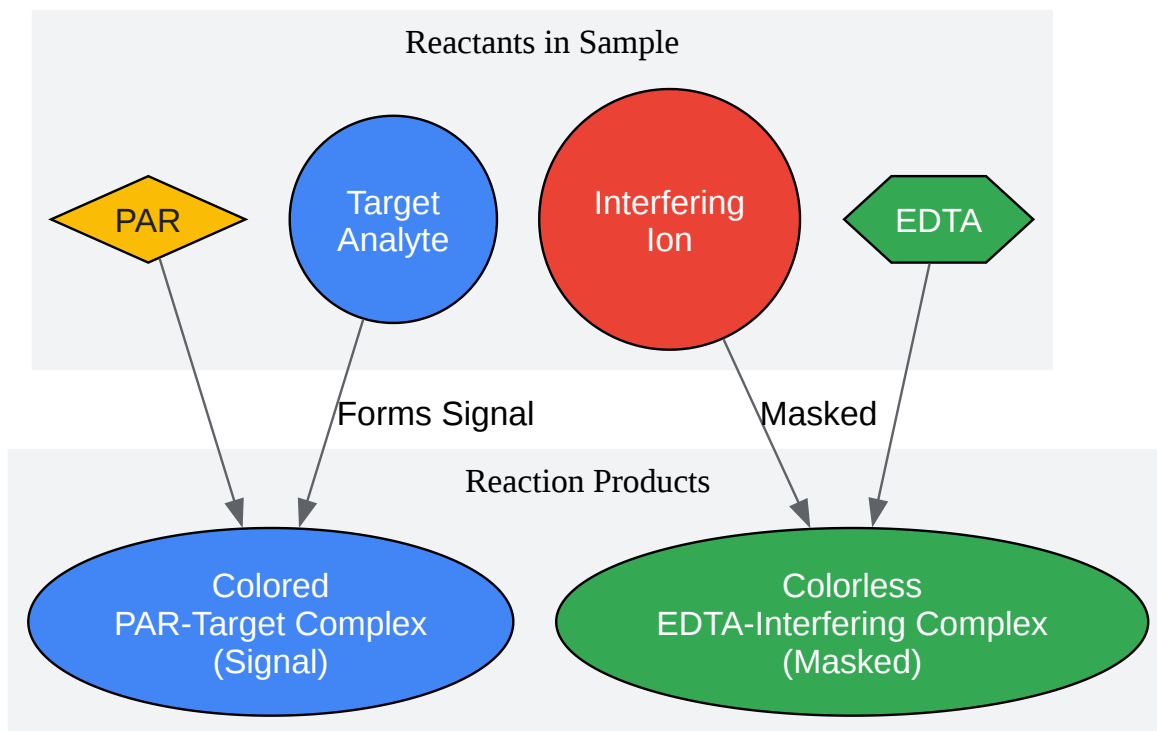 Reactants in Sample
PAR
Target
Analyte
Interfering
Ion
EDTA
Forms Signal
Masked
Reaction Products
Colored
PAR-Target Complex
(Signal)
Colorless
EDTA-Interfering Complex
(Masked)